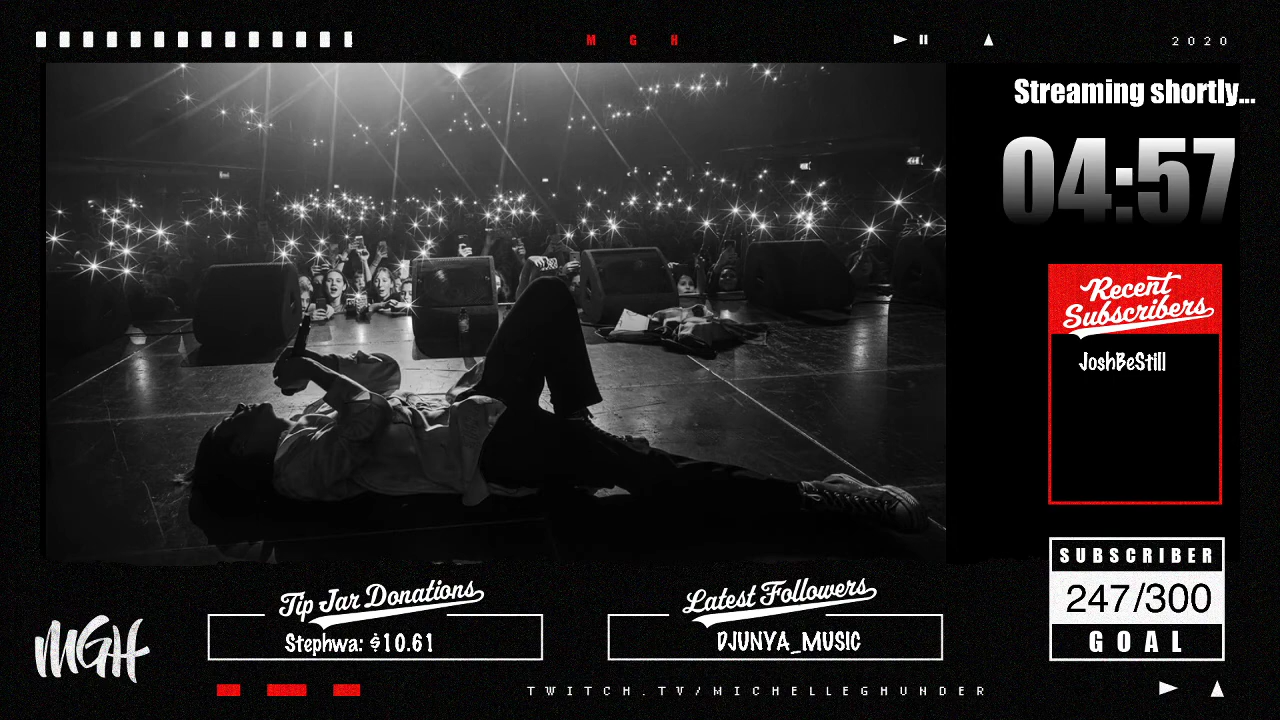 M G H
2020
Streaming shortly...
04:57
Recent
Subscribers
JoshBeStill
SUBSCRIBER
247/300
GOAL
Tip Jar Donations
Stephwa: $10.61
Latest Followers
DJUNYA_MUSIC
MGH
TWITCH.TV/MICHELLEGHUNDER